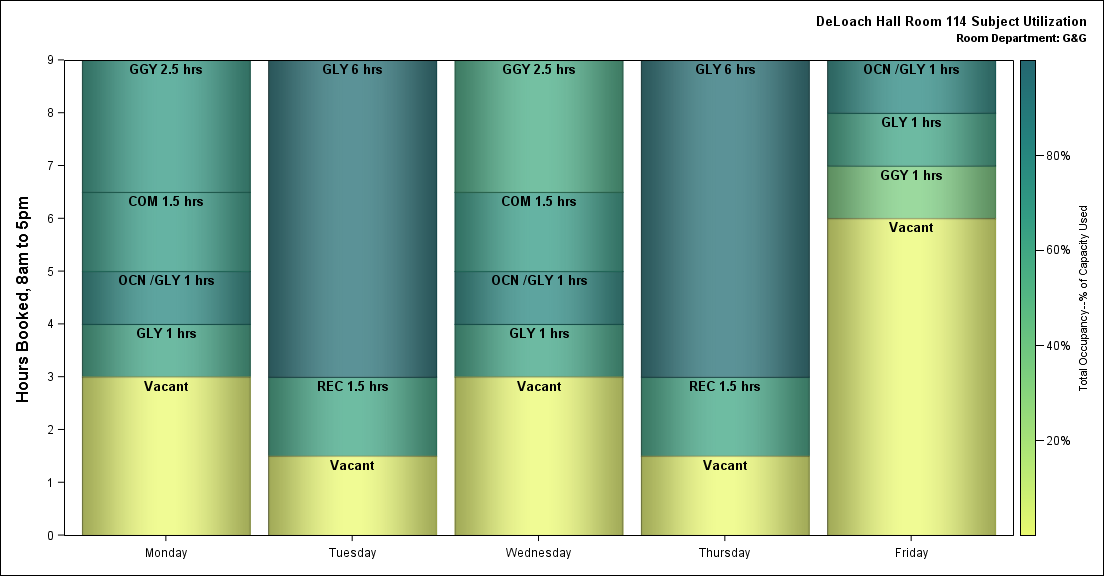 DeLoach Hall Room 114 Subject Utilization
Room Department: G&G
Hours Booked, 8am to 5pm
9
8
7
6
5
4
3
2
1
0
GGY 2.5 hrs
COM 1.5 hrs
OCN /GLY 1 hrs
GLY 1 hrs
Vacant
GLY 6 hrs
REC 1.5 hrs
Vacant
GGY 2.5 hrs
COM 1.5 hrs
OCN /GLY 1 hrs
GLY 1 hrs
Vacant
GLY 6 hrs
REC 1.5 hrs
Vacant
OCN /GLY 1 hrs
GLY 1 hrs
GGY 1 hrs
Vacant
Monday
Tuesday
Wednesday
Thursday
Friday
80%
60%
40%
20%
Total Occupancy--% of Capacity Used